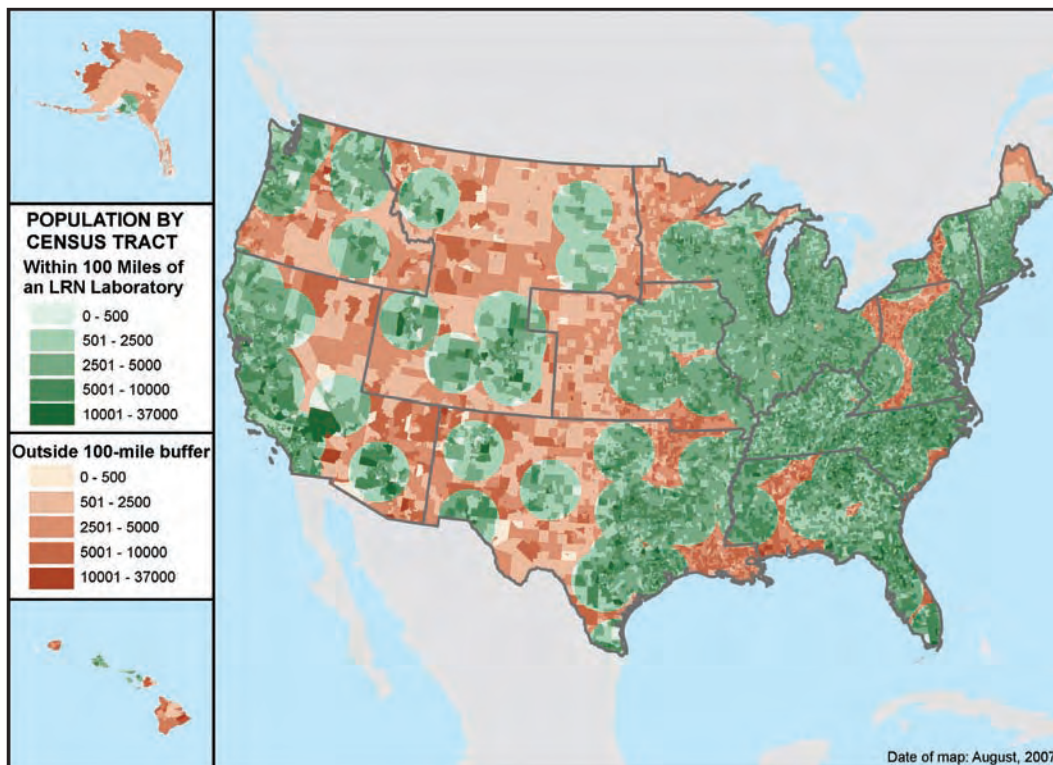 POPULATION BY
CENSUS TRACT
Within 100 Miles of
an LRN Laboratory
0 - 500
501 - 2500
2501 - 5000
5001 - 10000
10001 - 37000
Outside 100-mile buffer
0 - 500
501 - 2500
2501 - 5000
5001 - 10000
10001 - 37000
Date of map: August, 2007